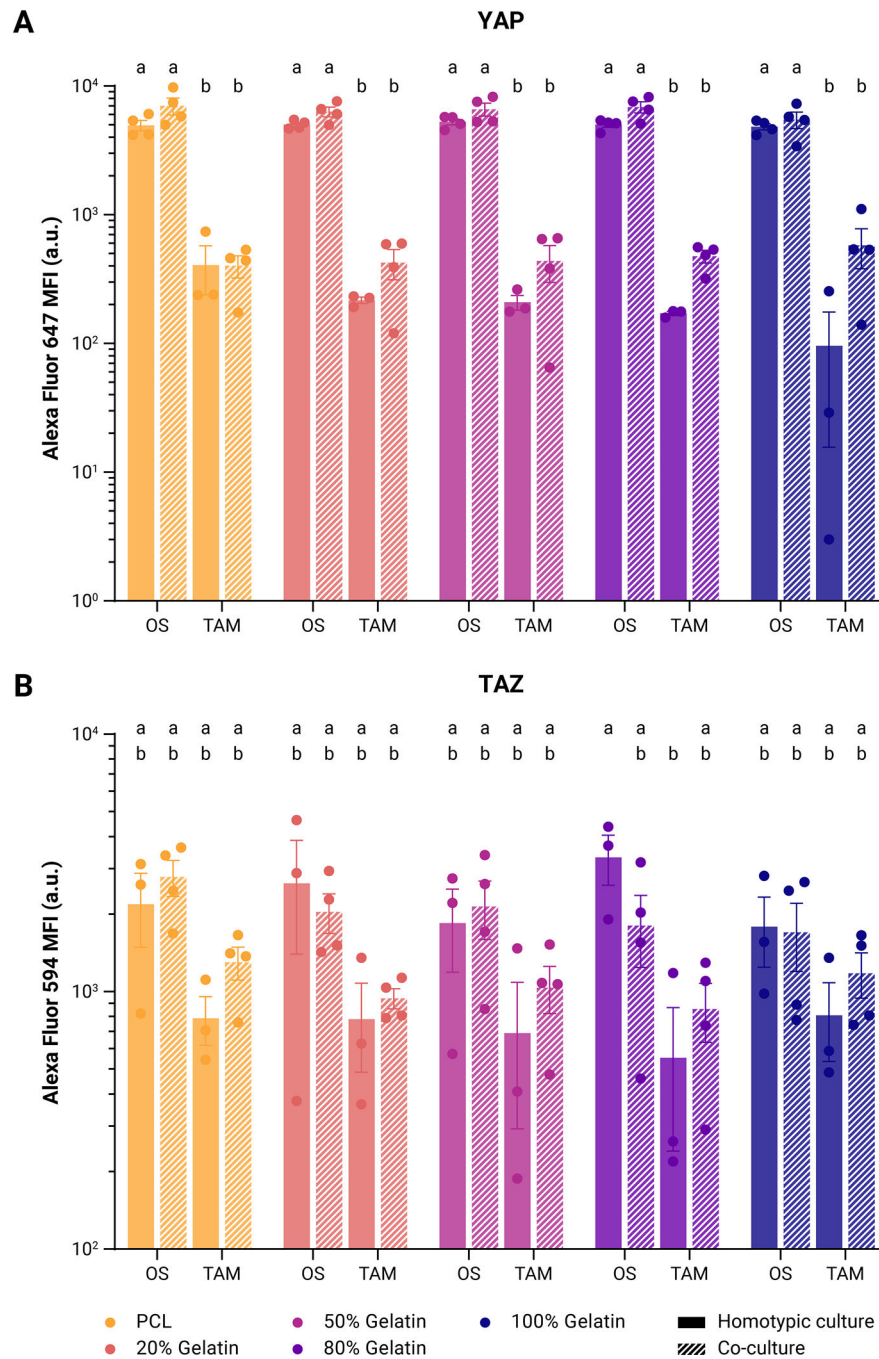 A
YAP
a a b b a a b b a a b b a a b b a a b b
Alexa Fluor 647 MFI (a.u.)
10⁴
10³
10²
10¹
10⁰
OS TAM OS TAM OS TAM OS TAM OS TAM
B
TAZ
a a a a a a a a a a a a a a a a a a a
b b b b b b b b b b b b b b b b b b b
Alexa Fluor 594 MFI (a.u.)
10⁴
10³
10²
OS TAM OS TAM OS TAM OS TAM OS TAM
PCL 50% Gelatin 100% Gelatin Homotypic culture
20% Gelatin 80% Gelatin Co-culture